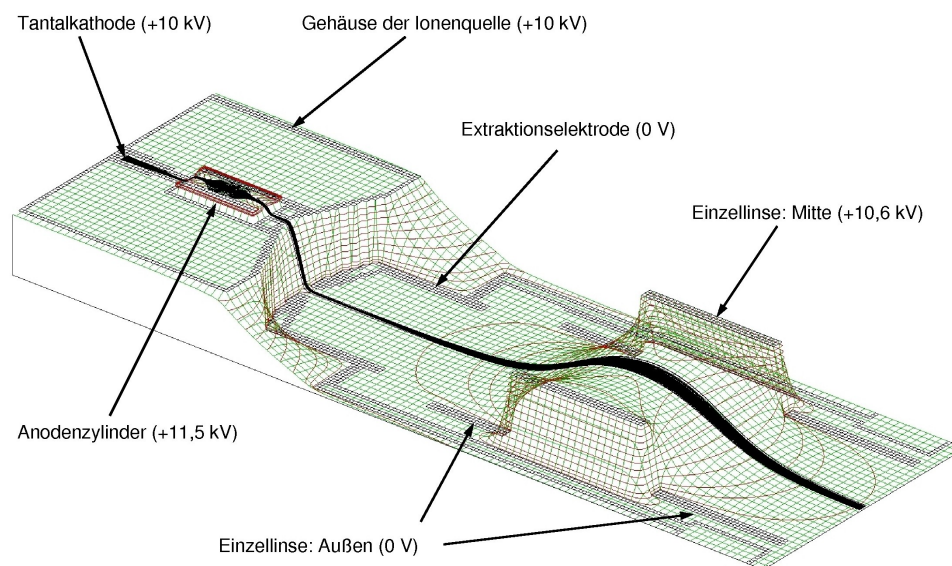 Tantalkathode (+10 kV)
Gehäuse der Ionenquelle (+10 kV)
Extraktionselektrode (0 V)
Einzellinse: Mitte (+10,6 kV)
Anodenzylinder (+11,5 kV)
Einzellinse: Außen (0 V)